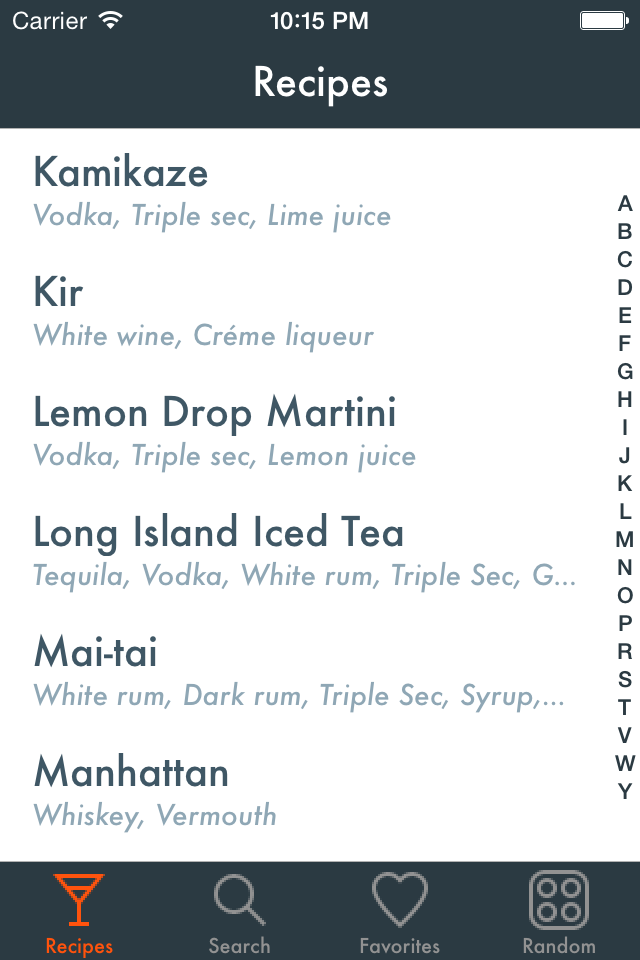 Carrier 10:15 PM
Recipes
Kamikaze
Vodka, Triple sec, Lime juice
Kir
White wine, Créme liqueur
Lemon Drop Martini
Vodka, Triple sec, Lemon juice
Long Island Iced Tea
Tequila, Vodka, White rum, Triple Sec, G...
Mai-tai
White rum, Dark rum, Triple Sec, Syrup,...
Manhattan
Whiskey, Vermouth
A
B
C
D
E
F
G
H
I
J
K
L
M
N
O
P
R
S
T
V
W
Y
Recipes Search Favorites Random